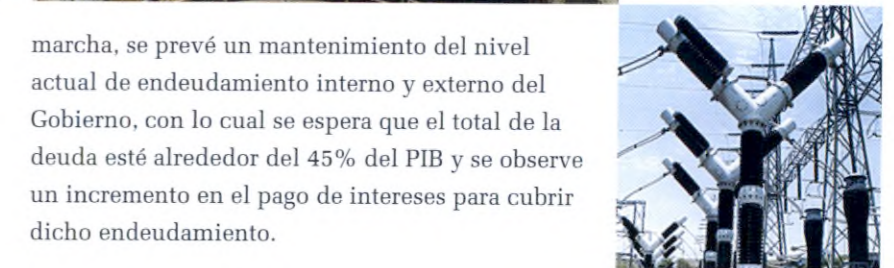 marcha, se prevé un mantenimiento del nivel
actual de endeudamiento interno y externo del
Gobierno, con lo cual se espera que el total de la
deuda esté alrededor del 45% del PIB y se observe
un incremento en el pago de intereses para cubrir
dicho endeudamiento.